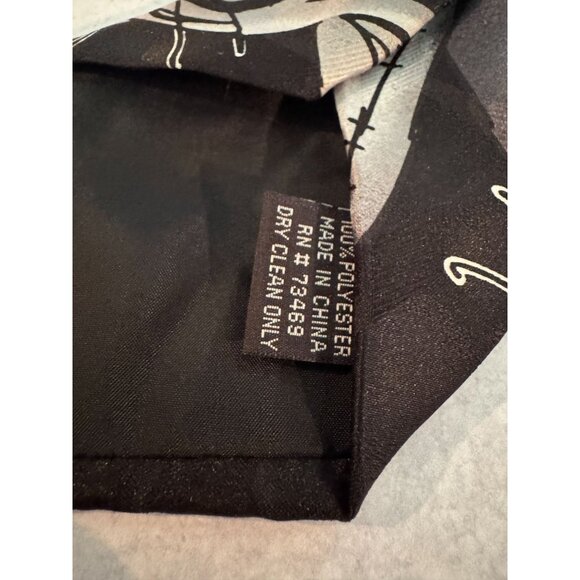 100% POLYESTER
MADE IN CHINA
RN # 73469
DRY CLEAN ONLY